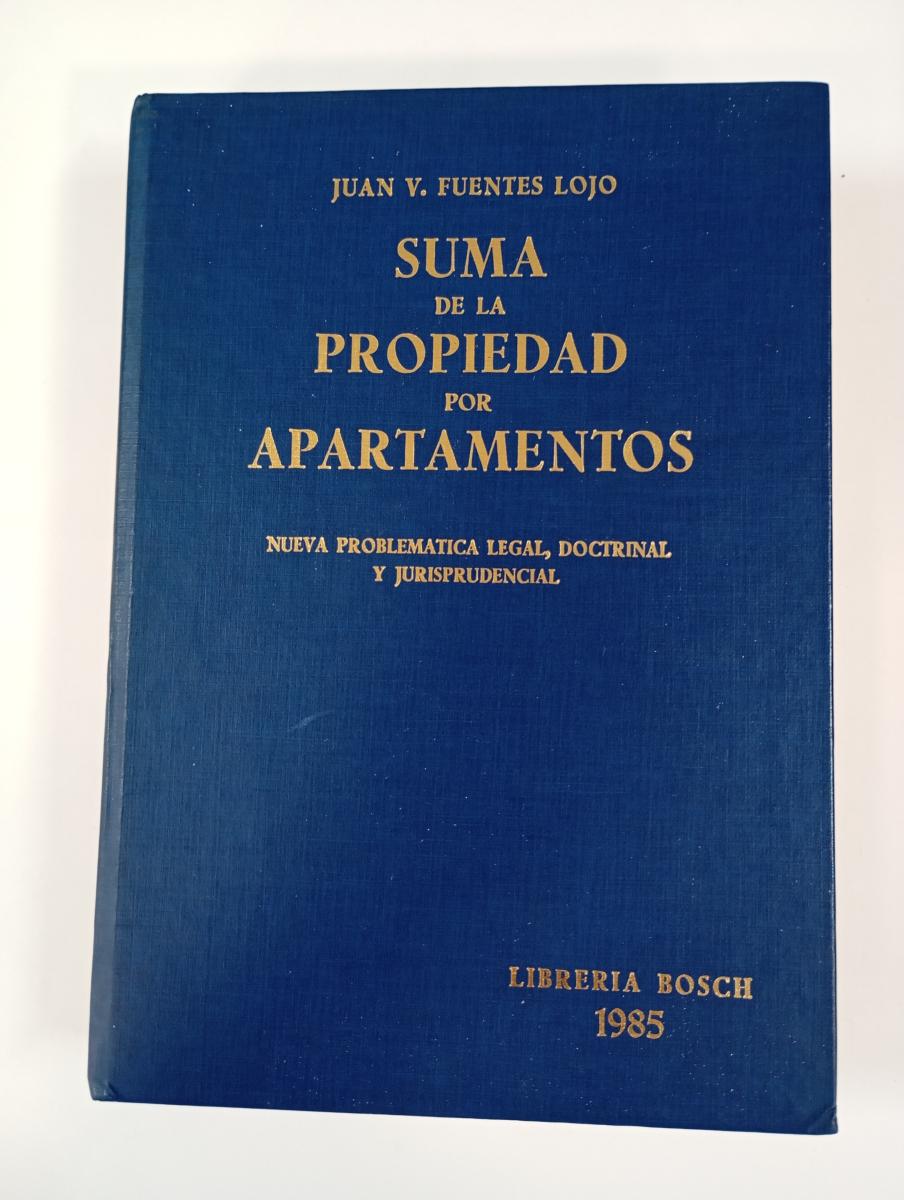 JUAN V. FUENTES LOJO
SUMA
DE LA
PROPIEDAD
POR
APARTAMENTOS
NUEVA PROBLEMATICA LEGAL, DOCTRINAL
Y JURISPRUDENCIAL
LIBRERIA BOSCH
1985